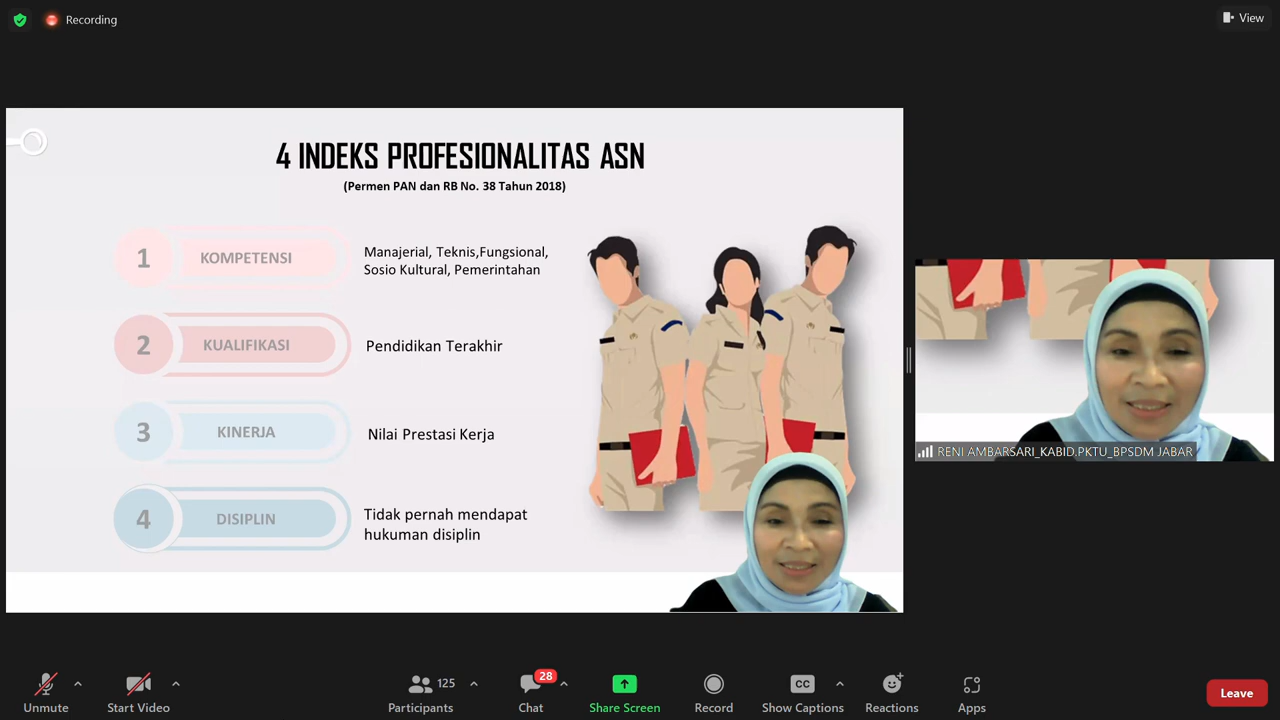 Recording
View
4 INDEKS PROFESIONALITAS ASN
(Permen PAN dan RB No. 38 Tahun 2018)
1
KOMPETENSI
Manajerial, Teknis,Fungsional,
Sosio Kultural, Pemerintahan
2
KUALIFIKASI
Pendidikan Terakhir
3
KINERJA
Nilai Prestasi Kerja
4
DISIPLIN
Tidak pernah mendapat
hukuman disiplin
RENI AMBARSARI_KABID.PKTU_BPSDM JABAR
Unmute
Start Video
125
Participants
28
Chat
Share Screen
Record
CC
Show Captions
Reactions
Apps
Leave